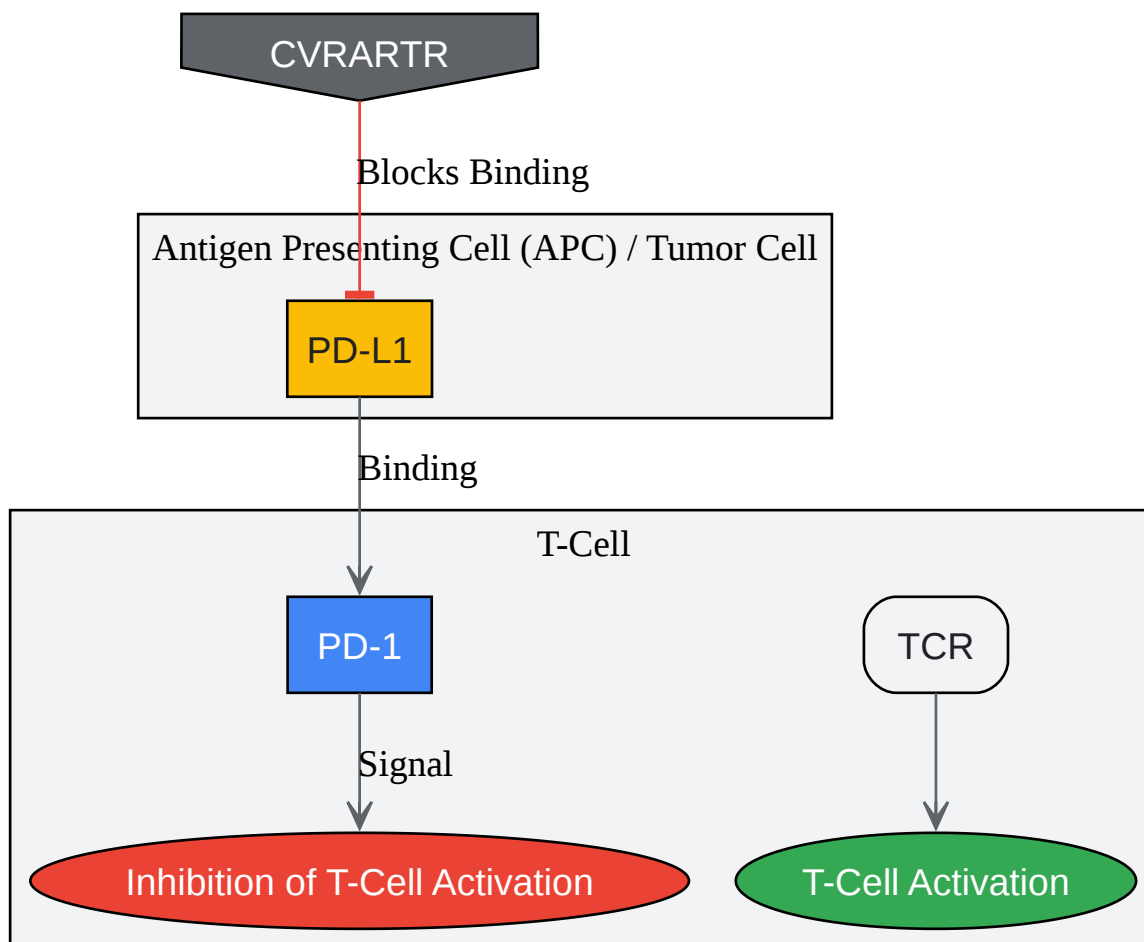 CVRARTR
Blocks Binding
Antigen Presenting Cell (APC) / Tumor Cell
PD-L1
Binding
T-Cell
PD-1
TCR
Signal
Inhibition of T-Cell Activation
T-Cell Activation